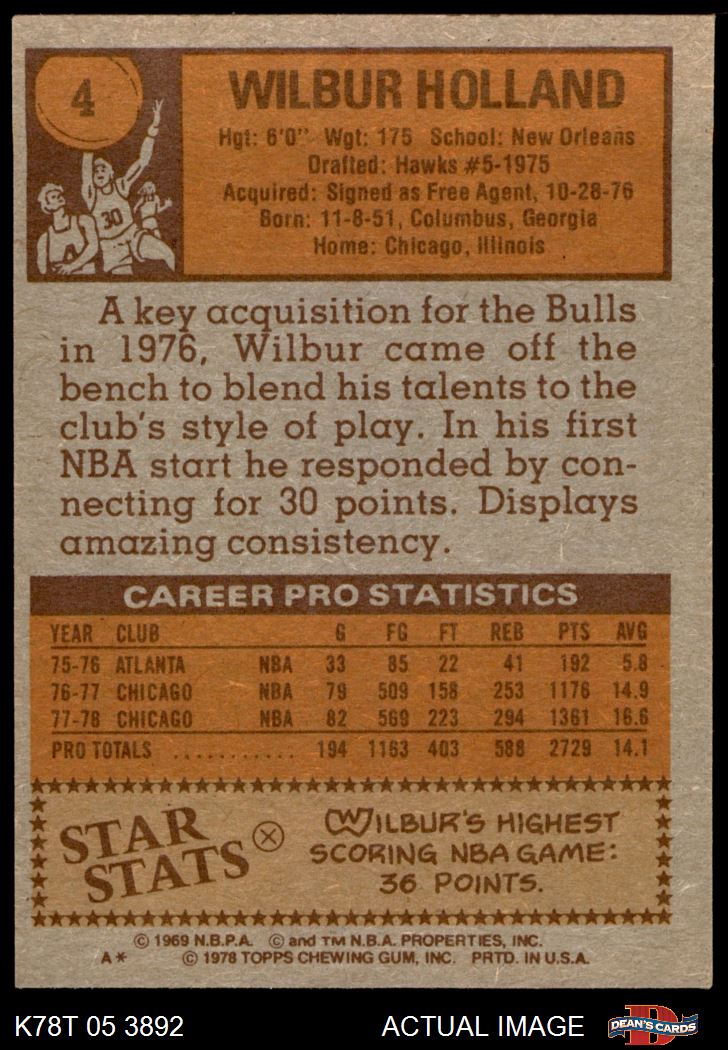 4
WILBUR HOLLAND
Hgt: 6'0" Wgt: 175 School: New Orleans
Drafted: Hawks #5-1975
Acquired: Signed as Free Agent, 10-28-76
Born: 11-8-51, Columbus, Georgia
Home: Chicago, Illinois
30
A key acquisition for the Bulls
in 1976, Wilbur came off the
bench to blend his talents to the
club's style of play. In his first
NBA start he responded by con-
necting for 30 points. Displays
amazing consistency.
CAREER PRO STATISTICS
YEAR CLUB G FG FT REB PTS AVG
75-76 ATLANTA NBA 33 85 22 41 192 5.8
76-77 CHICAGO NBA 79 509 158 253 1176 14.9
77-78 CHICAGO NBA 82 569 223 294 1361 16.6
PRO TOTALS ........... 194 1163 403 588 2729 14.1
STAR STATS
WILBUR'S HIGHEST
SCORING NBA GAME:
36 POINTS.
© 1969 N.B.P.A. © and TM N.B.A. PROPERTIES, INC.
A* © 1978 TOPPS CHEWING GUM, INC. PRTD. IN U.S.A.
K78T 05 3892 ACTUAL IMAGE DEAN'S CARDS